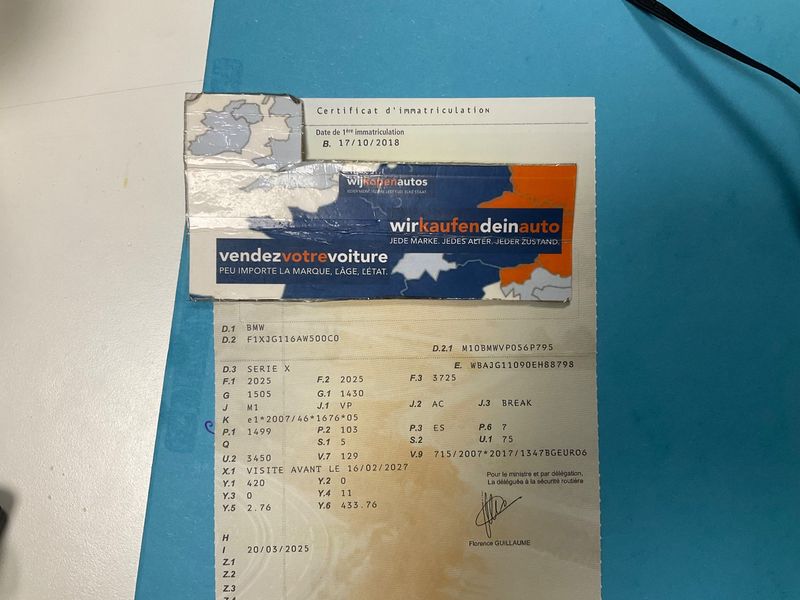 Certificat d'immatriculation
Date de 1ère immatriculation
B. 17/10/2018
wijkopenautos
wirkaufendeinauto
JEDE MARKE. JEDES ALTER. JEDER ZUSTAND.
vendezvotrevoiture
PEU IMPORTE LA MARQUE, L'ÂGE, L'ÉTAT.
D.1 BMW
D.2 F1XJG116AW500C0
D.2.1 M10BMWVP056P795
D.3 SERIE X E. WBAJG11090EH88798
F.1 2025 F.2 2025 F.3 3725
G 1505 G.1 1430
J M1 J.1 VP J.2 AC J.3 BREAK
K e1*2007/46*1676*05
P.1 1499 P.2 103 P.3 ES P.6 7
Q S.1 5 S.2 U.1 75
U.2 3450 V.7 129 V.9 715/2007*2017/1347BGEURO6
X.1 VISITE AVANT LE 16/02/2027
Y.1 420 Y.2 0
Y.3 0 Y.4 11
Y.5 2.76 Y.6 433.76
Pour le ministre et par délégation,
La déléguée à la sécurité routière
Florence GUILLAUME
H
I 20/03/2025
Z.1
Z.2
Z.3
Z.4